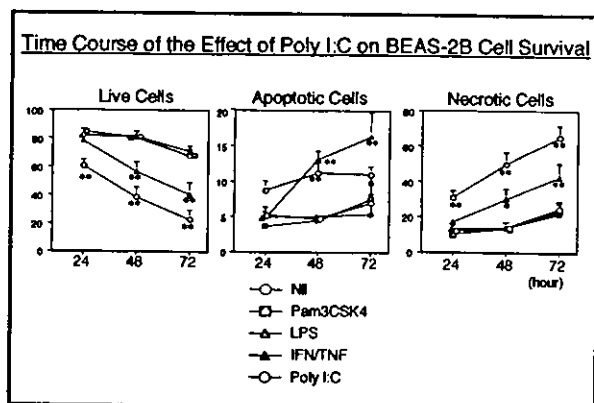 Time Course of the Effect of Poly I:C on BEAS-2B Cell Survival
Live Cells Apoptotic Cells Necrotic Cells
100
80
60
40
20
0
24 48 72
20
15
10
5
0
24 48 72
80
60
40
20
0
24 48 72
(hour)
Nil
Pam3CSK4
LPS
IFN/TNF
Poly I:C